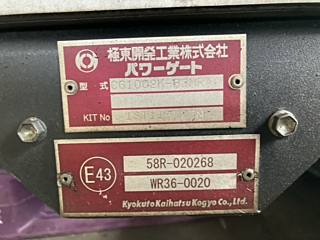 極東開発工業株式会社
パワーゲート
型 式
KIT No
E43
58R-020268
WR36-0020
Kyokuto Kaihatsu Kogyo Co., Ltd.